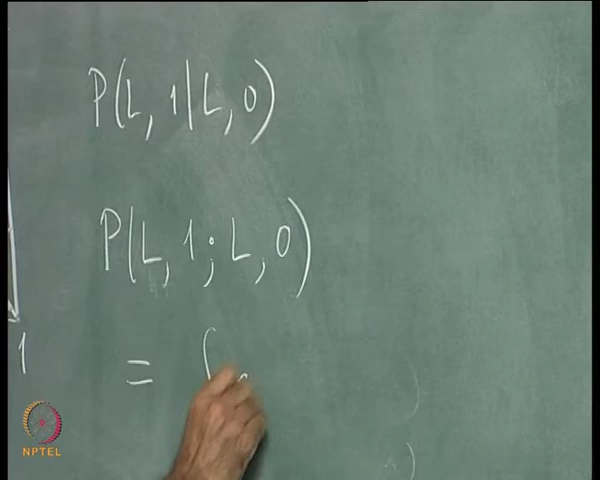 P(L, 1 | L, 0)
P(L, 1 ; L, 0)
1 = (
NPTEL